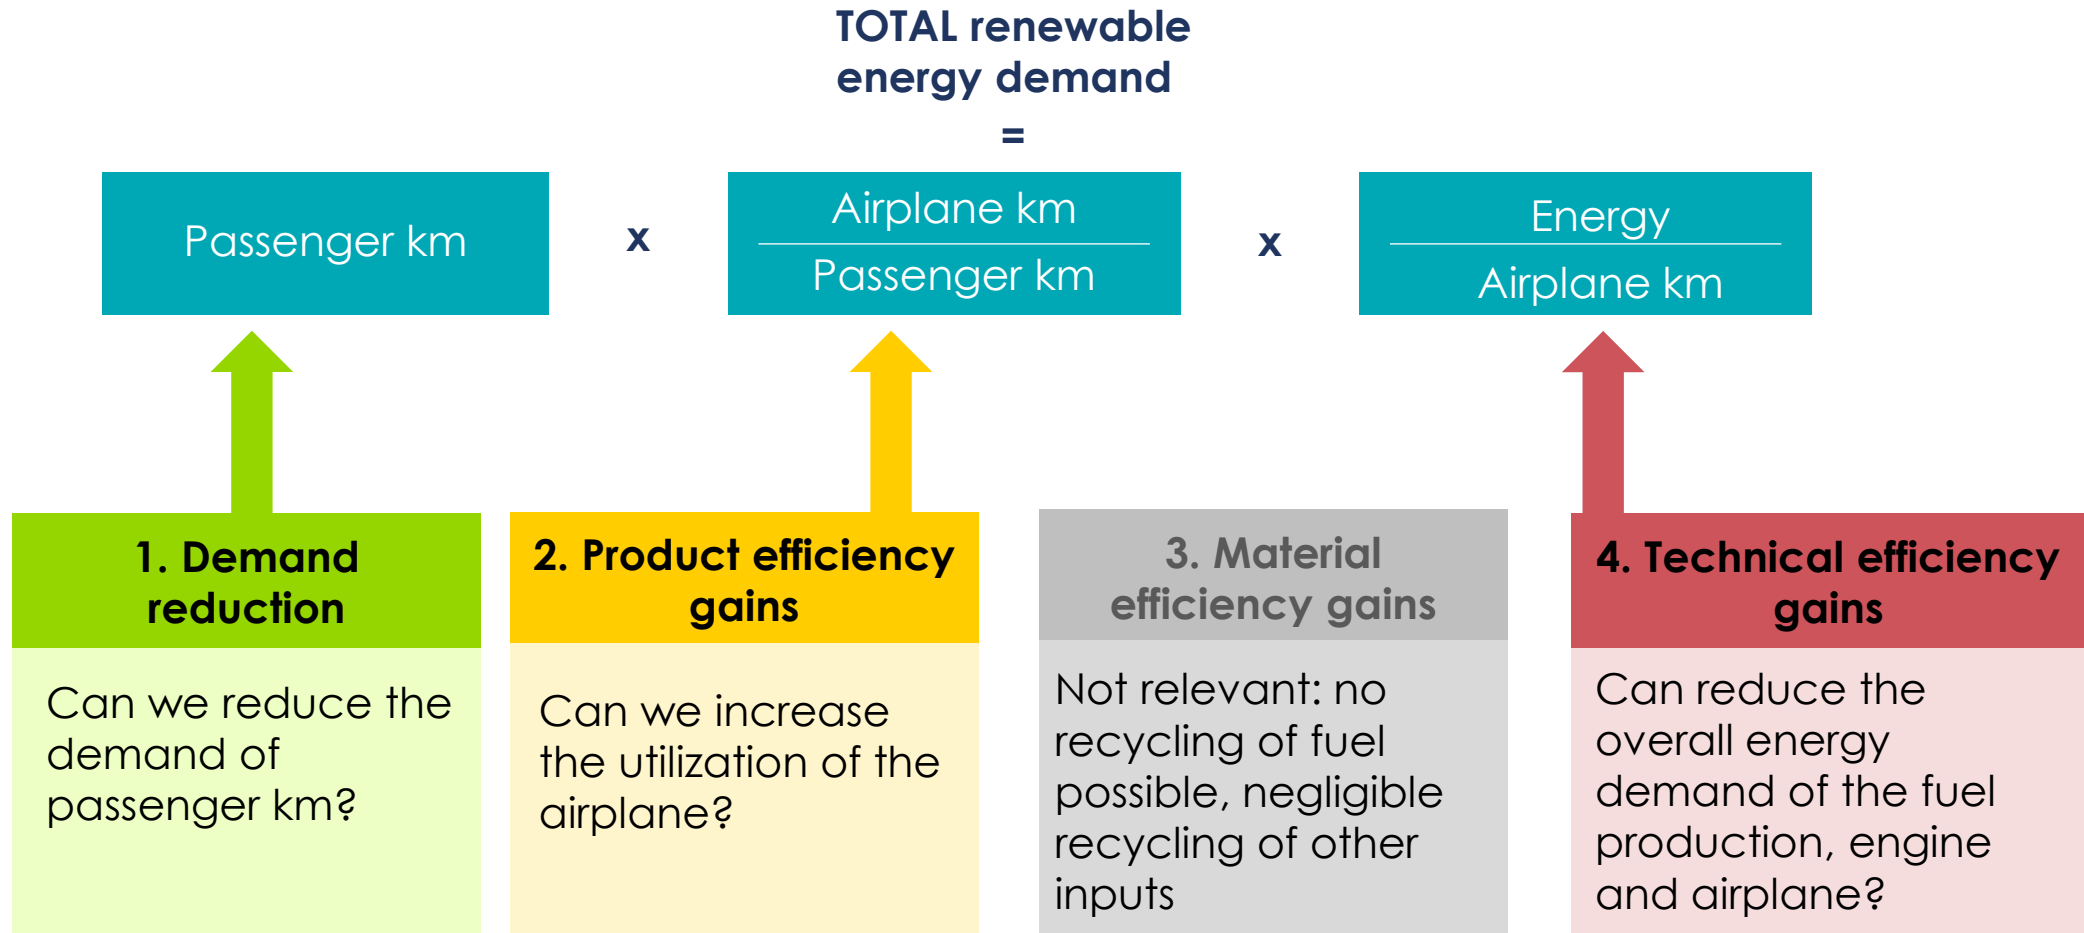 TOTAL renewable
energy demand
=
Passenger km
x
Airplane km
Passenger km
x
Energy
Airplane km
1. Demand
reduction
Can we reduce the
demand of
passenger km?
2. Product efficiency
gains
Can we increase
the utilization of the
airplane?
3. Material
efficiency gains
Not relevant: no
recycling of fuel
possible, negligible
recycling of other
inputs
4. Technical efficiency
gains
Can reduce the
overall energy
demand of the fuel
production, engine
and airplane?